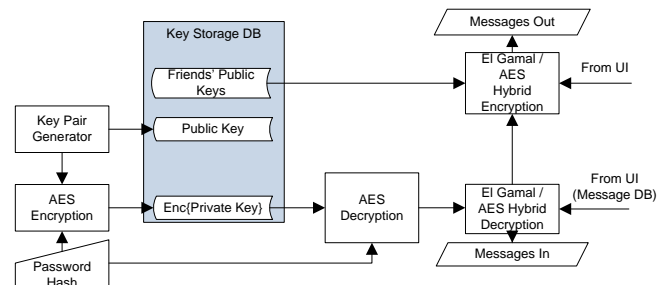 Messages Out
Key Storage DB
Friends' Public
Keys
El Gamal /
AES
Hybrid
Encryption
From UI
Key Pair
Generator
Public Key
AES
Encryption
Enc{Private Key}
AES
Decryption
El Gamal /
AES Hybrid
Decryption
From UI
(Message DB)
Messages In
Password
Hash